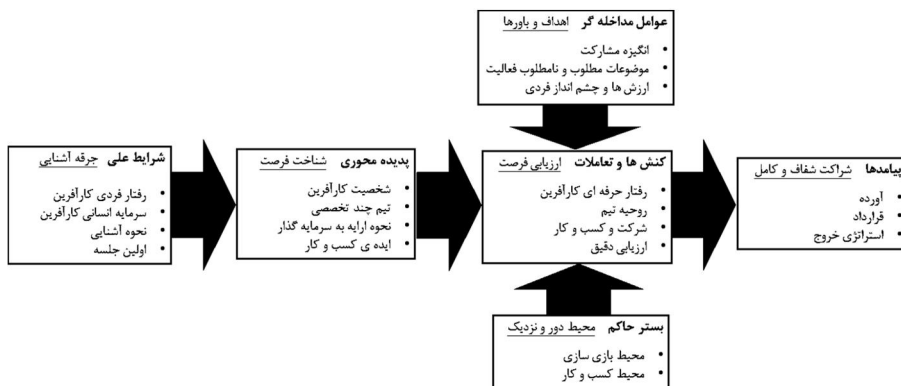 عوامل مداخله گر اهداف و باورها
انگیزه مشارکت
موضوعات مطلوب و نامطلوب فعالیت
ارزش ها و چشم انداز فردی
شرایط علی جرقه آشنایی
رفتار فردی کارآفرین
سرمایه انسانی کارآفرین
نحوه آشنایی
اولین جلسه
پدیده محوری شناخت فرصت
شخصیت کارآفرین
تیم چند تخصصی
نحوه ارایه به سرمایه گذار
ایده ی کسب و کار
کنش ها و تعاملات ارزیابی فرصت
رفتار حرفه ای کارآفرین
روحیه تیم
شرکت و کسب و کار
ارزیابی دقیق
پیامدها شراکت شفاف و کامل
آورده
قرارداد
استراتژی خروج
بستر حاکم محیط دور و نزدیک
محیط بازی سازی
محیط کسب و کار